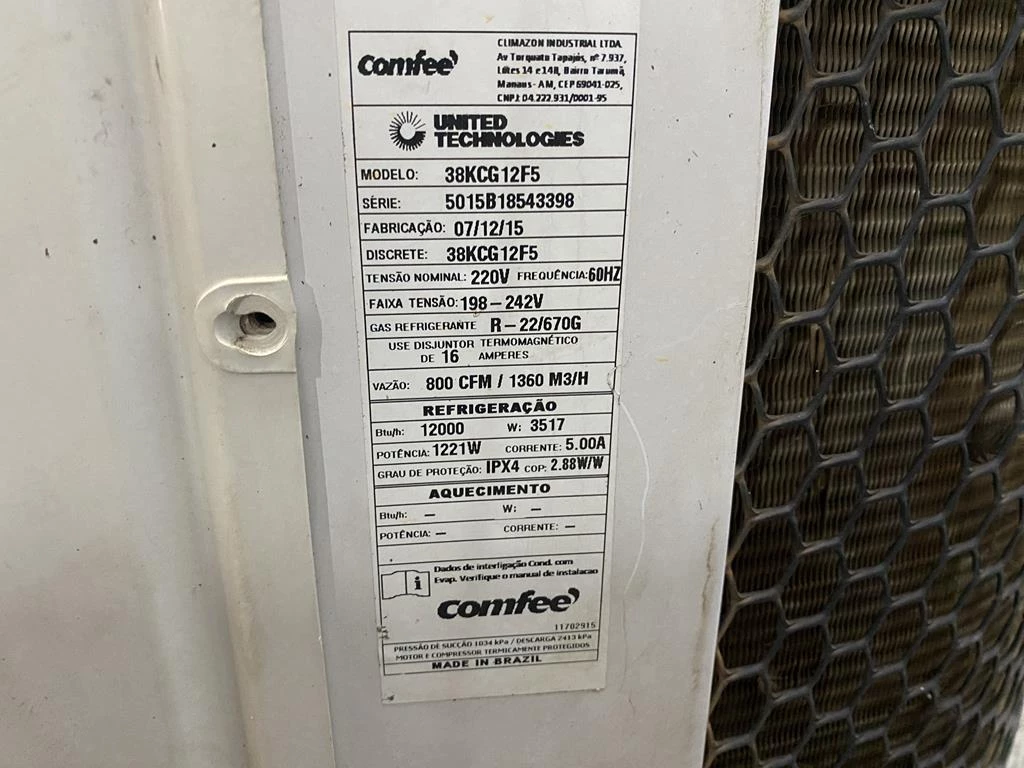 comfee'
CLIMAZON INDUSTRIAL LTDA.
Av Torquato Tapajós, nº 7.937,
Lotes 14 e 14B, Bairro Tarumã,
Manaus - AM, CEP 69041-025,
CNPJ: 04.222.931/0001-95
UNITED
TECHNOLOGIES
MODELO: 38KCG12F5
SÉRIE: 5015B18543398
FABRICAÇÃO: 07/12/15
DISCRETE: 38KCG12F5
TENSÃO NOMINAL: 220V FREQUÊNCIA: 60HZ
FAIXA TENSÃO: 198 - 242V
GAS REFRIGERANTE R - 22/670G
USE DISJUNTOR TERMOMAGNÉTICO
DE 16 AMPERES
VAZÃO: 800 CFM / 1360 M3/H
REFRIGERAÇÃO
Btu/h: 12000 W: 3517
POTÊNCIA: 1221W CORRENTE: 5.00A
GRAU DE PROTEÇÃO: IPX4 COP: 2.88W/W
AQUECIMENTO
Btu/h: — W: —
POTÊNCIA: — CORRENTE: —
Dados de interligação Cond. com
Evap. Verifique o manual de instalacao
comfee'
11702915
PRESSÃO DE SUCÇÃO 1034 kPa / DESCARGA 2413 kPa
MOTOR E COMPRESSOR TERMICAMENTE PROTEGIDOS
MADE IN BRAZIL